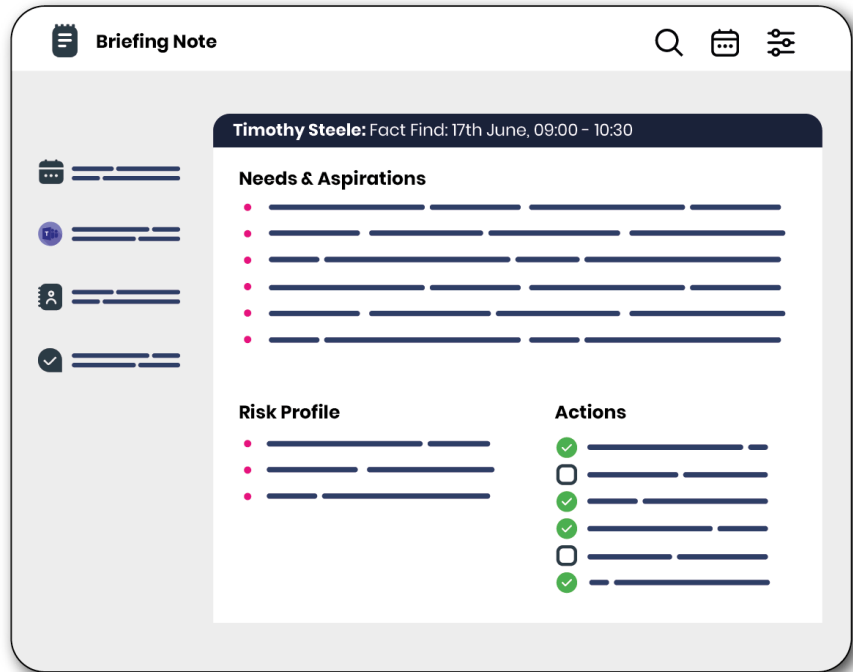 Briefing Note
Timothy Steele: Fact Find: 17th June, 09:00 - 10:30
Needs & Aspirations
Risk Profile
Actions